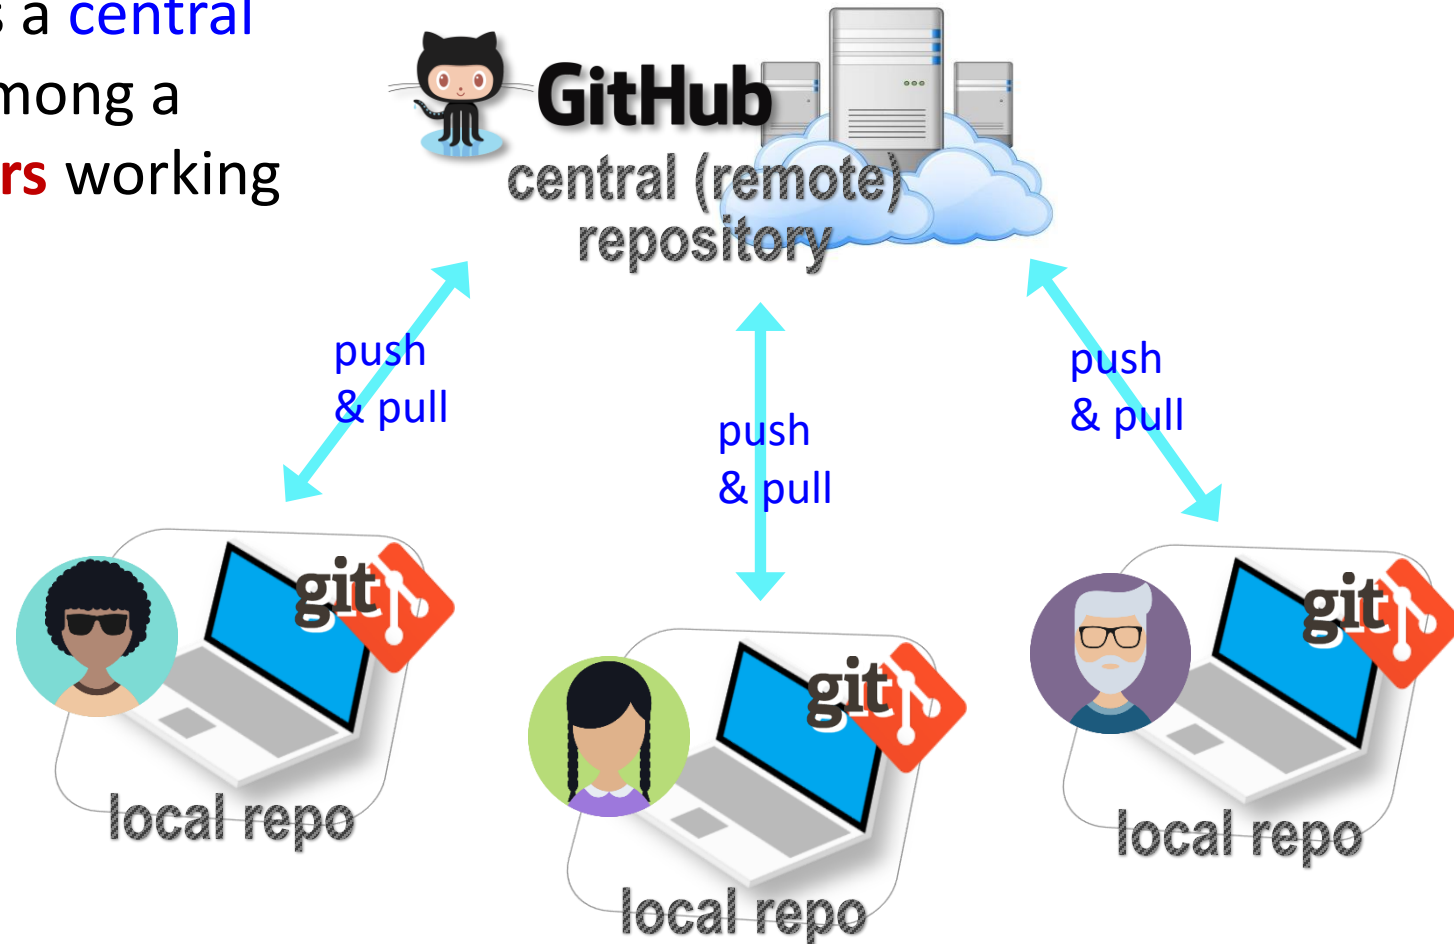 s a central
mong a
rs working
GitHub
central (remote)
repository
push
& pull
push
& pull
push
& pull
git
local repo
git
local repo
git
local repo